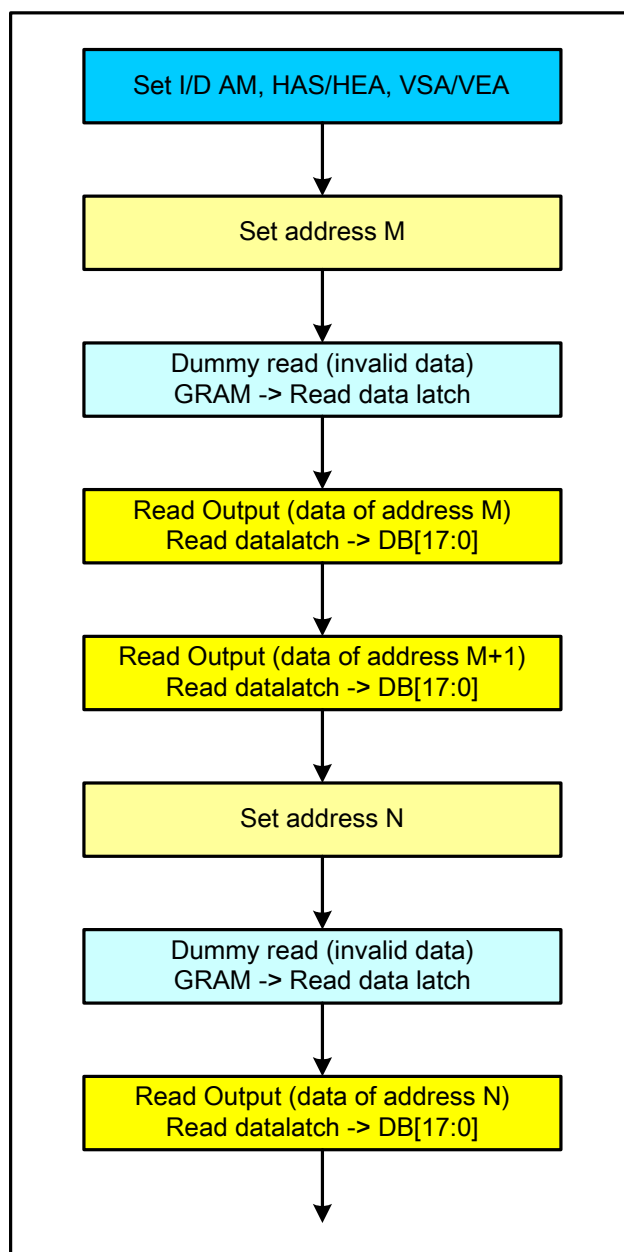 Set I/D AM, HAS/HEA, VSA/VEA
Set address M
Dummy read (invalid data)
GRAM -> Read data latch
Read Output (data of address M)
Read datalatch -> DB[17:0]
Read Output (data of address M+1)
Read datalatch -> DB[17:0]
Set address N
Dummy read (invalid data)
GRAM -> Read data latch
Read Output (data of address N)
Read datalatch -> DB[17:0]